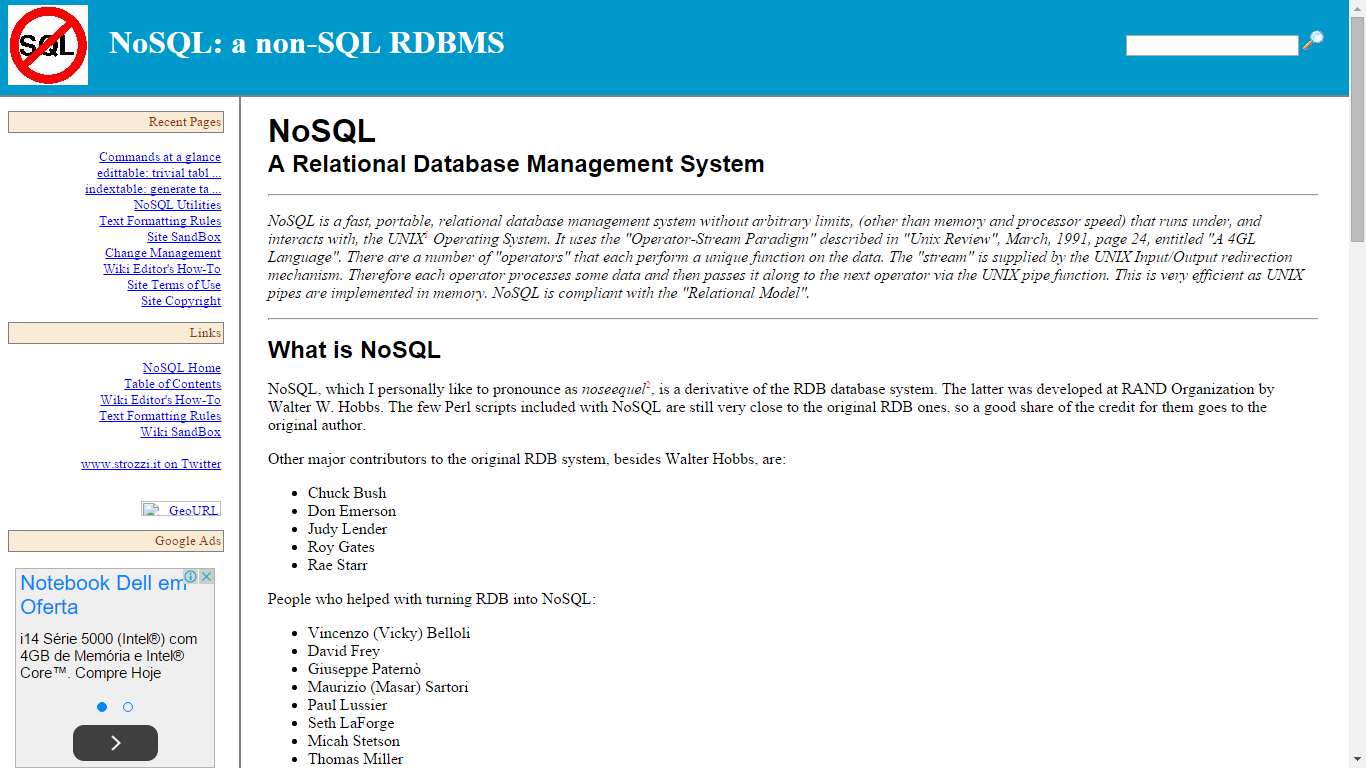 SQL
NoSQL: a non-SQL RDBMS
Recent Pages
Commands at a glance
edittable: trivial tabl ...
indextable: generate ta ...
NoSQL Utilities
Text Formatting Rules
Site SandBox
Change Management
Wiki Editor's How-To
Site Terms of Use
Site Copyright
Links
NoSQL Home
Table of Contents
Wiki Editor's How-To
Text Formatting Rules
Wiki SandBox
www.strozzi.it on Twitter
GeoURL
Google Ads
Notebook Dell em
Oferta
i14 Série 5000 (Intel®) com
4GB de Memória e Intel®
Core™. Compre Hoje
NoSQL
A Relational Database Management System
NoSQL is a fast, portable, relational database management system without arbitrary limits, (other than memory and processor speed) that runs under, and
interacts with, the UNIX1 Operating System. It uses the "Operator-Stream Paradigm" described in "Unix Review", March, 1991, page 24, entitled "A 4GL
Language". There are a number of "operators" that each perform a unique function on the data. The "stream" is supplied by the UNIX Input/Output redirection
mechanism. Therefore each operator processes some data and then passes it along to the next operator via the UNIX pipe function. This is very efficient as UNIX
pipes are implemented in memory. NoSQL is compliant with the "Relational Model".
What is NoSQL
NoSQL, which I personally like to pronounce as noseequel2, is a derivative of the RDB database system. The latter was developed at RAND Organization by
Walter W. Hobbs. The few Perl scripts included with NoSQL are still very close to the original RDB ones, so a good share of the credit for them goes to the
original author.
Other major contributors to the original RDB system, besides Walter Hobbs, are:
• Chuck Bush
• Don Emerson
• Judy Lender
• Roy Gates
• Rae Starr
People who helped with turning RDB into NoSQL:
• Vincenzo (Vicky) Belloli
• David Frey
• Giuseppe Paternò
• Maurizio (Masar) Sartori
• Paul Lussier
• Seth LaForge
• Micah Stetson
• Thomas Miller